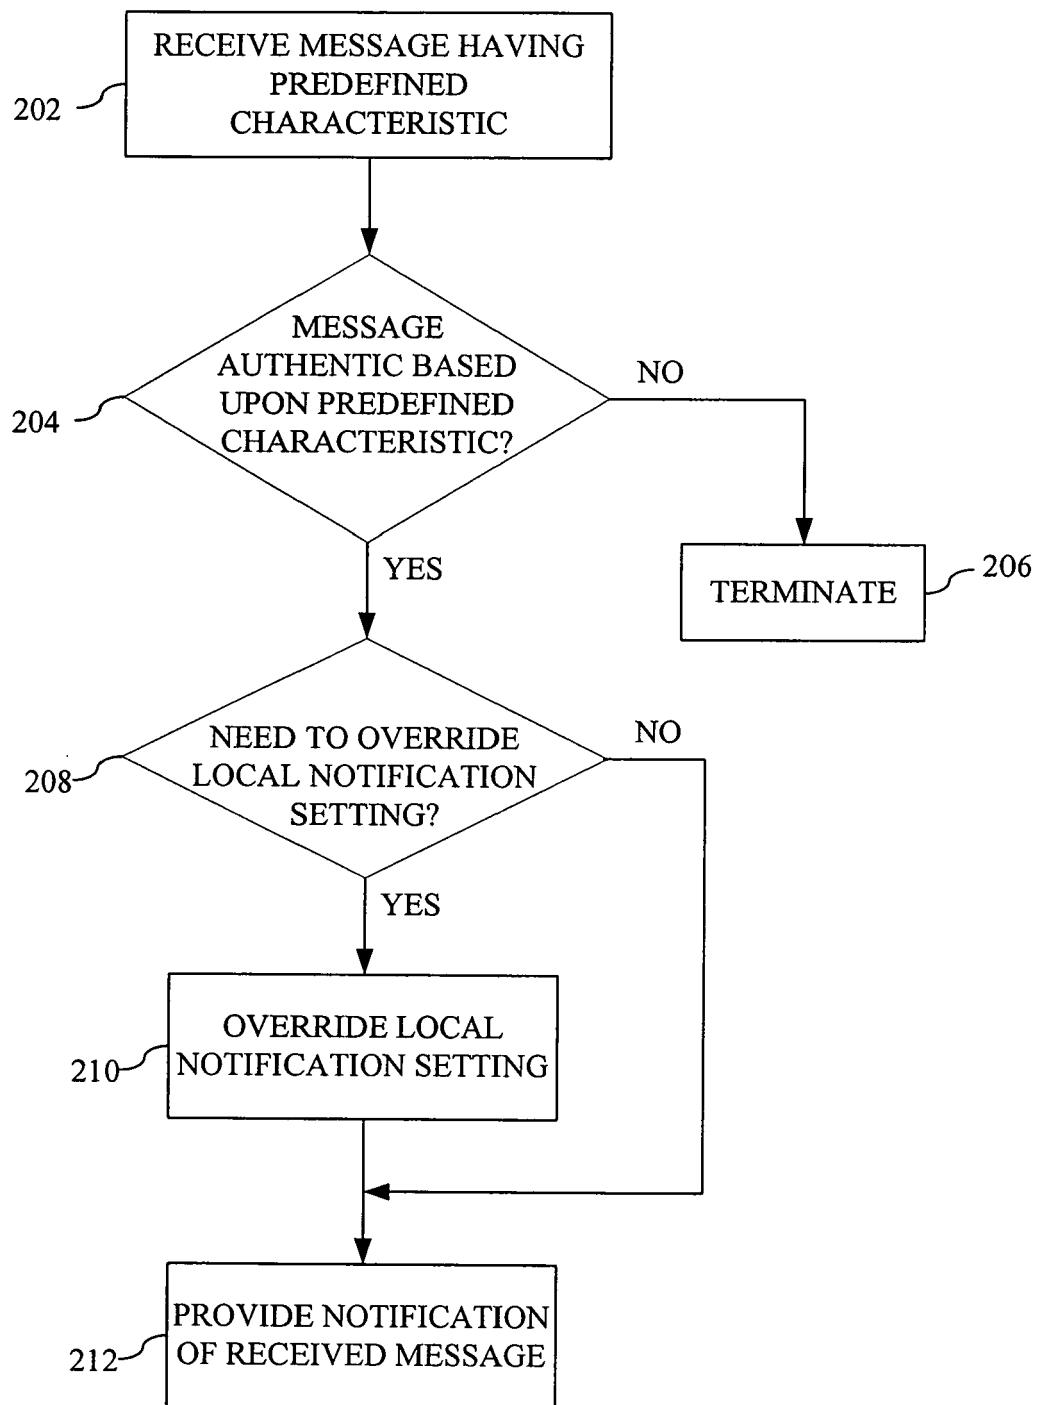 RECEIVE MESSAGE HAVING
PREDEFINED
CHARACTERISTIC
202
MESSAGE
AUTHENTIC BASED
UPON PREDEFINED
CHARACTERISTIC?
204
NO
YES
TERMINATE
206
NEED TO OVERRIDE
LOCAL NOTIFICATION
SETTING?
208
NO
YES
OVERRIDE LOCAL
NOTIFICATION SETTING
210
PROVIDE NOTIFICATION
OF RECEIVED MESSAGE
212